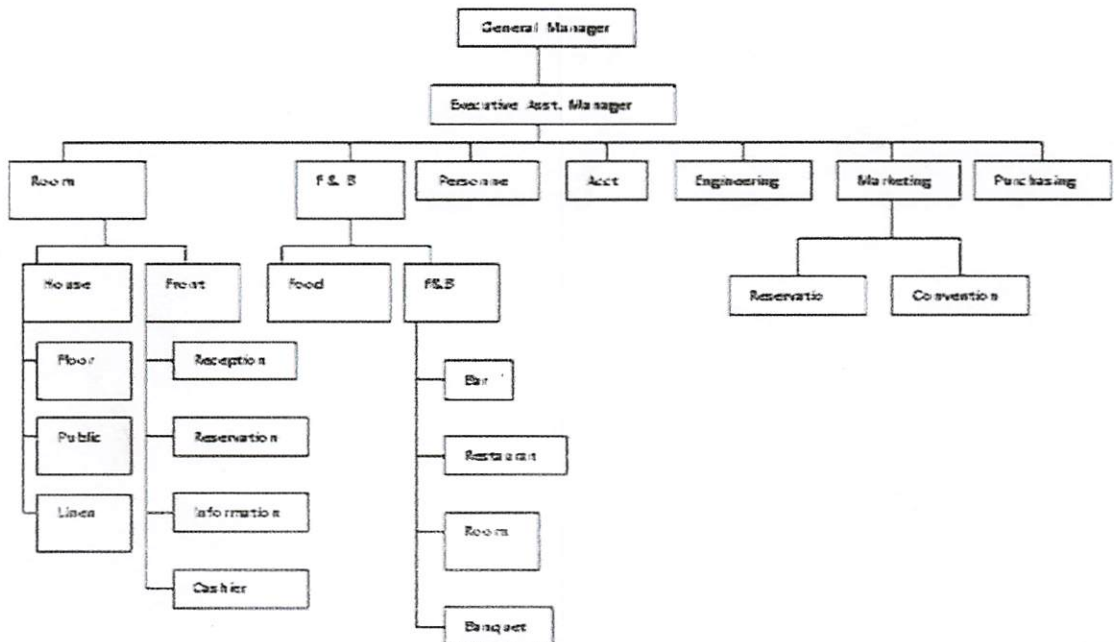 General Manager
Executive Asst. Manager
Room
F & B
Personne
Acct
Engineering
Marketing
Purchasing
House
Front
Food
F&B
Reservatio
Convention
Floor
Reception
Bar
Public
Reservation
Restauran
Linen
Information
Room
Cashier
Banquet